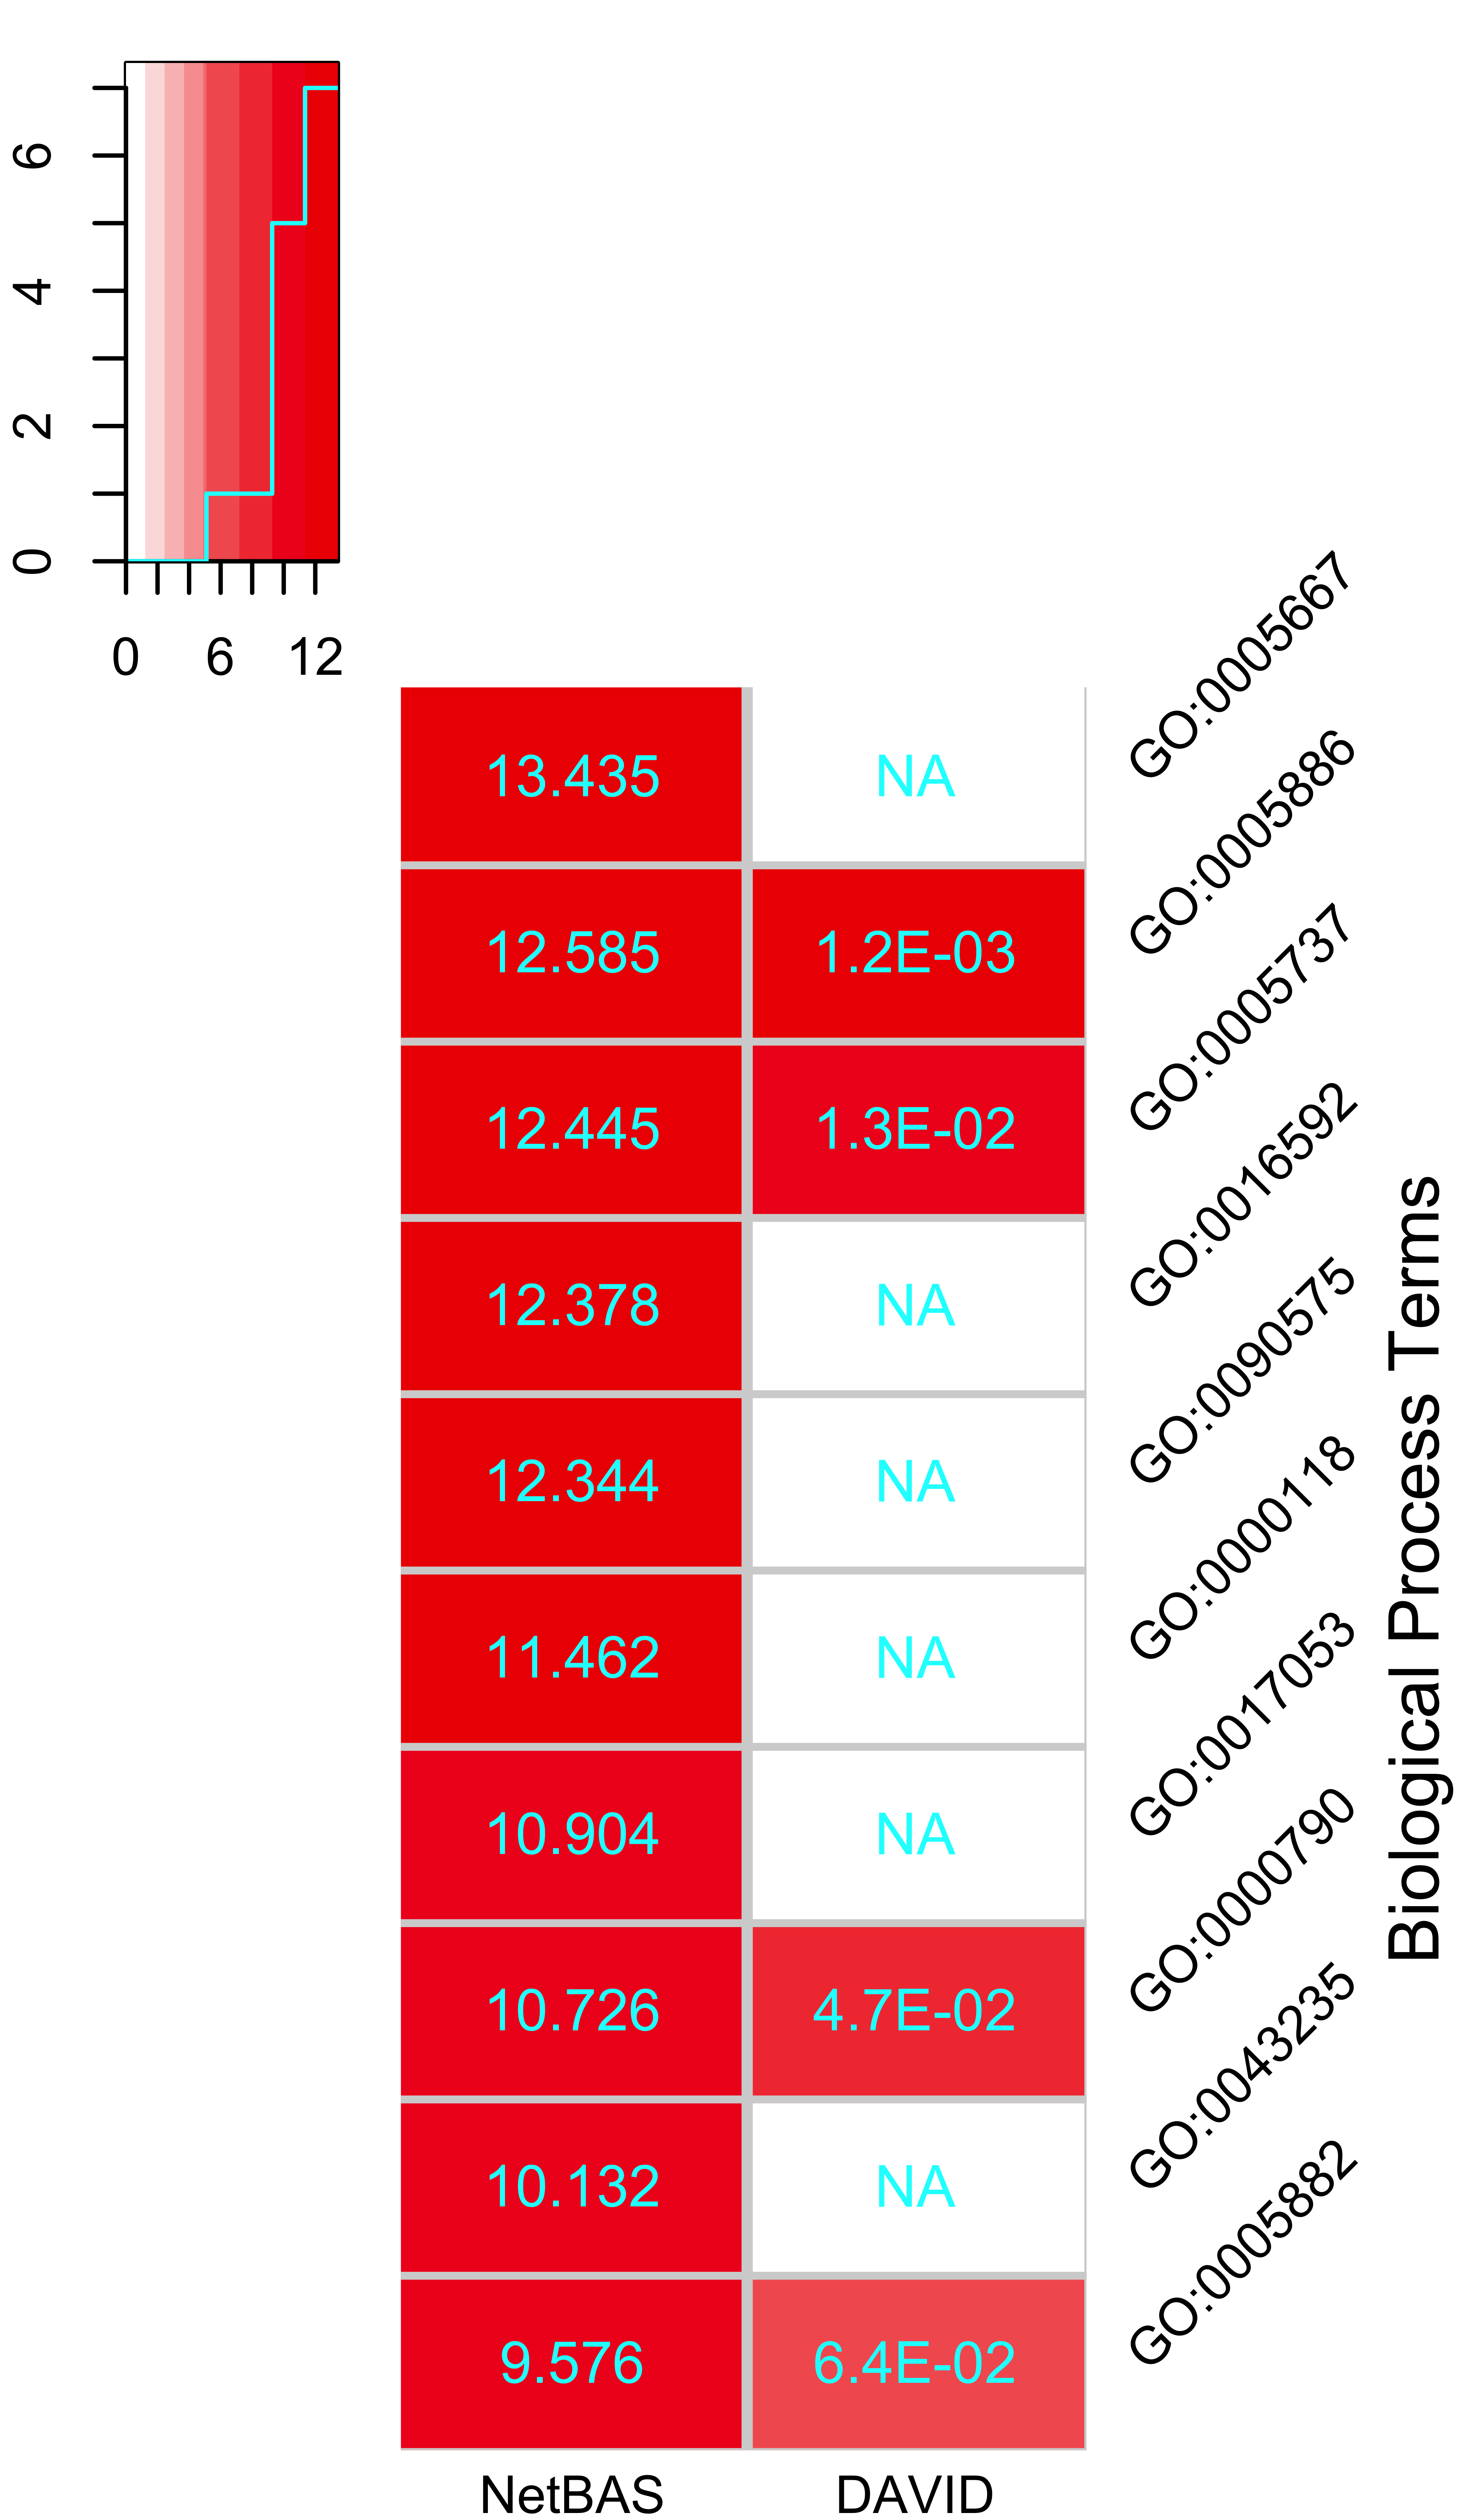 6
4
2
0
0 6 12
13.435 NA GO:0005667
12.585 1.2E-03 GO:0005886
12.445 1.3E-02 GO:0005737
12.378 NA GO:0016592
12.344 NA GO:0090575
11.462 NA GO:0000118
10.904 NA GO:0017053
10.726 4.7E-02 GO:0000790
10.132 NA GO:0043235
9.576 6.4E-02 GO:0005882
Biological Process Terms
NetBAS DAVID